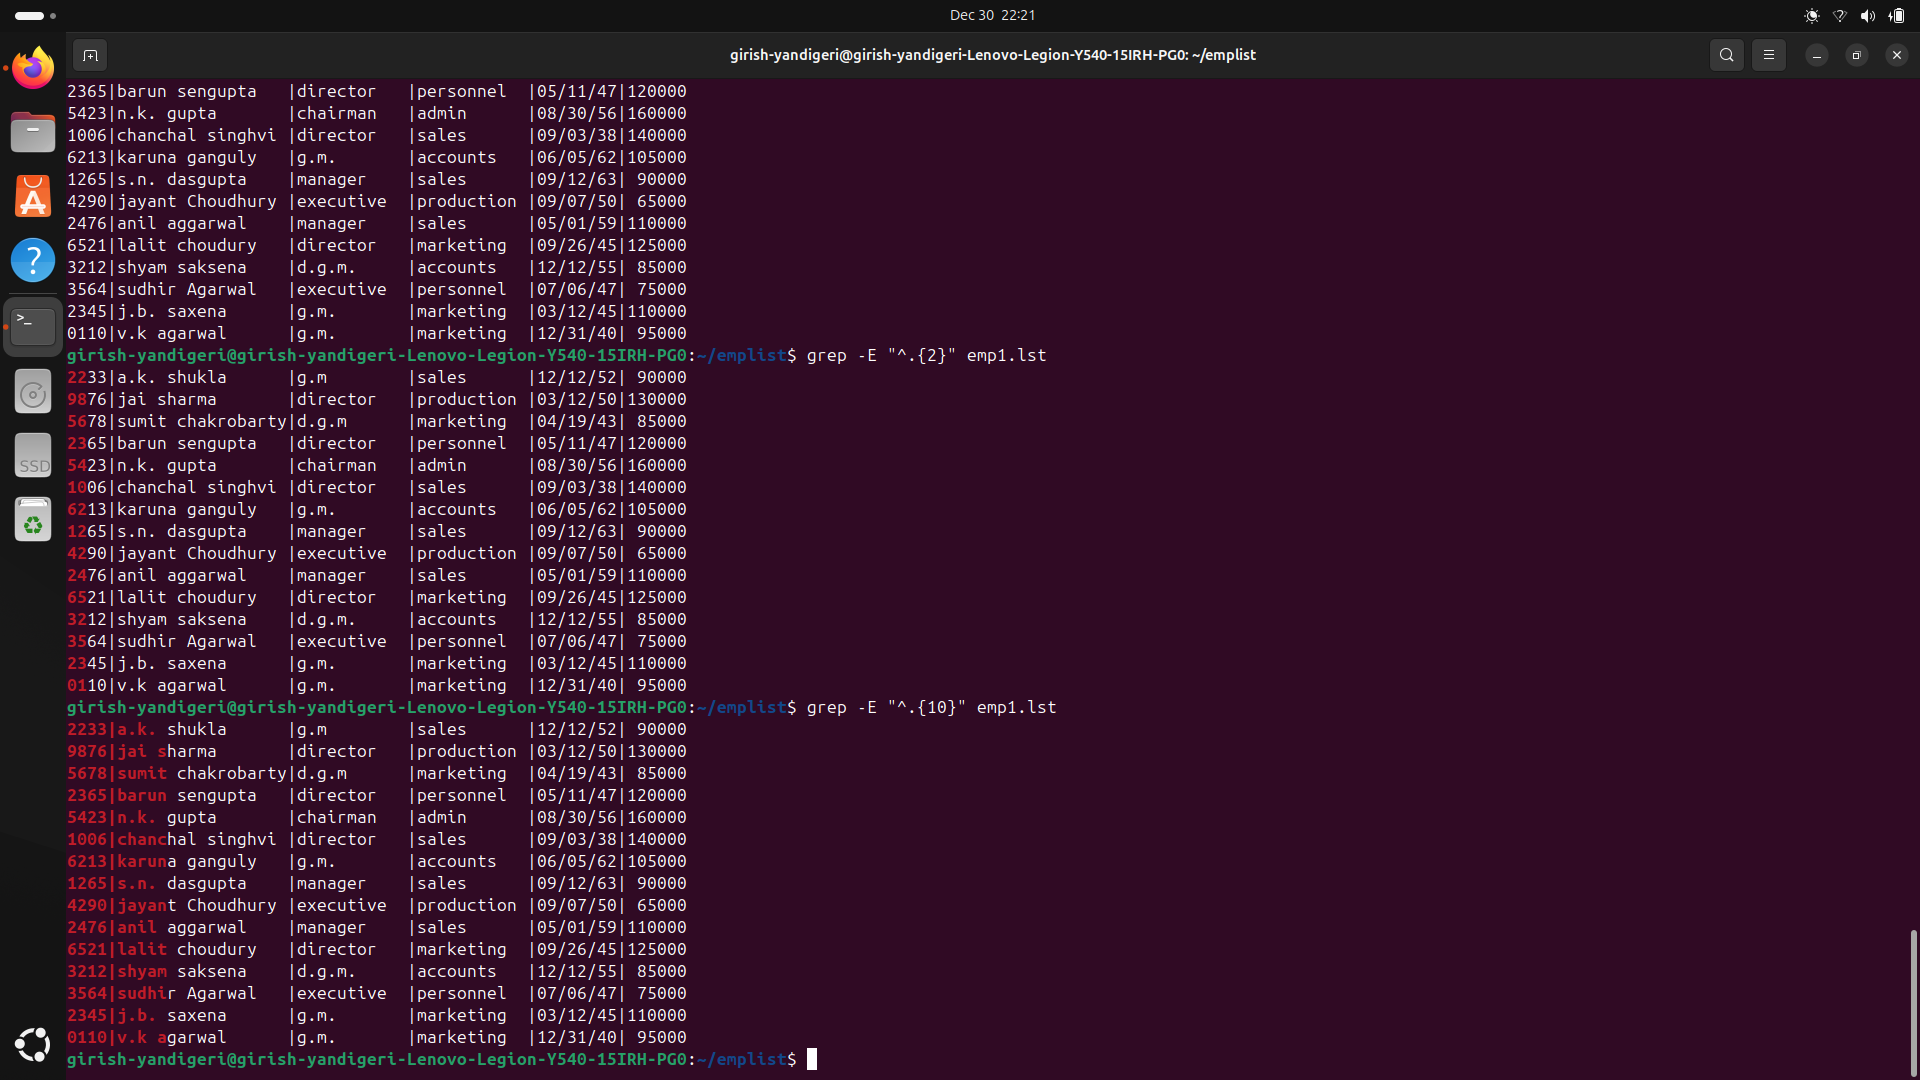 Dec 30 22:21
girish-yandigeri@girish-yandigeri-Lenovo-Legion-Y540-15IRH-PG0: ~/emplist
2365|barun sengupta   |director   |personnel  |05/11/47|120000
5423|n.k. gupta       |chairman   |admin      |08/30/56|160000
1006|chanchal singhvi |director   |sales      |09/03/38|140000
6213|karuna ganguly   |g.m.       |accounts   |06/05/62|105000
1265|s.n. dasgupta    |manager    |sales      |09/12/63| 90000
4290|jayant Choudhury |executive  |production |09/07/50| 65000
2476|anil aggarwal    |manager    |sales      |05/01/59|110000
6521|lalit choudury   |director   |marketing  |09/26/45|125000
3212|shyam saksena    |d.g.m.     |accounts   |12/12/55| 85000
3564|sudhir Agarwal   |executive  |personnel  |07/06/47| 75000
2345|j.b. saxena      |g.m.       |marketing  |03/12/45|110000
0110|v.k agarwal      |g.m.       |marketing  |12/31/40| 95000
girish-yandigeri@girish-yandigeri-Lenovo-Legion-Y540-15IRH-PG0:~/emplist$ grep -E "^.{2}" emp1.lst
2233|a.k. shukla      |g.m        |sales      |12/12/52| 90000
9876|jai sharma       |director   |production |03/12/50|130000
5678|sumit chakrobarty|d.g.m      |marketing  |04/19/43| 85000
2365|barun sengupta   |director   |personnel  |05/11/47|120000
5423|n.k. gupta       |chairman   |admin      |08/30/56|160000
1006|chanchal singhvi |director   |sales      |09/03/38|140000
6213|karuna ganguly   |g.m.       |accounts   |06/05/62|105000
1265|s.n. dasgupta    |manager    |sales      |09/12/63| 90000
4290|jayant Choudhury |executive  |production |09/07/50| 65000
2476|anil aggarwal    |manager    |sales      |05/01/59|110000
6521|lalit choudury   |director   |marketing  |09/26/45|125000
3212|shyam saksena    |d.g.m.     |accounts   |12/12/55| 85000
3564|sudhir Agarwal   |executive  |personnel  |07/06/47| 75000
2345|j.b. saxena      |g.m.       |marketing  |03/12/45|110000
0110|v.k agarwal      |g.m.       |marketing  |12/31/40| 95000
girish-yandigeri@girish-yandigeri-Lenovo-Legion-Y540-15IRH-PG0:~/emplist$ grep -E "^.{10}" emp1.lst
2233|a.k. shukla      |g.m        |sales      |12/12/52| 90000
9876|jai sharma       |director   |production |03/12/50|130000
5678|sumit chakrobarty|d.g.m      |marketing  |04/19/43| 85000
2365|barun sengupta   |director   |personnel  |05/11/47|120000
5423|n.k. gupta       |chairman   |admin      |08/30/56|160000
1006|chanchal singhvi |director   |sales      |09/03/38|140000
6213|karuna ganguly   |g.m.       |accounts   |06/05/62|105000
1265|s.n. dasgupta    |manager    |sales      |09/12/63| 90000
4290|jayant Choudhury |executive  |production |09/07/50| 65000
2476|anil aggarwal    |manager    |sales      |05/01/59|110000
6521|lalit choudury   |director   |marketing  |09/26/45|125000
3212|shyam saksena    |d.g.m.     |accounts   |12/12/55| 85000
3564|sudhir Agarwal   |executive  |personnel  |07/06/47| 75000
2345|j.b. saxena      |g.m.       |marketing  |03/12/45|110000
0110|v.k agarwal      |g.m.       |marketing  |12/31/40| 95000
girish-yandigeri@girish-yandigeri-Lenovo-Legion-Y540-15IRH-PG0:~/emplist$
SSD